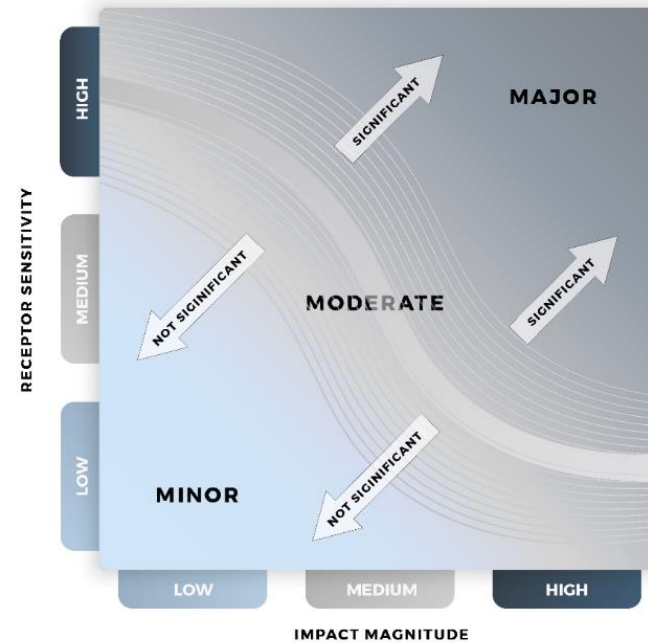 HIGH
SIGNIFICANT
MAJOR
RECEPTOR SENSITIVITY
MEDIUM
NOT SIGINIFICANT
MODERATE
SIGNIFICANT
LOW
MINOR
NOT SIGINIFICANT
LOW
MEDIUM
HIGH
IMPACT MAGNITUDE